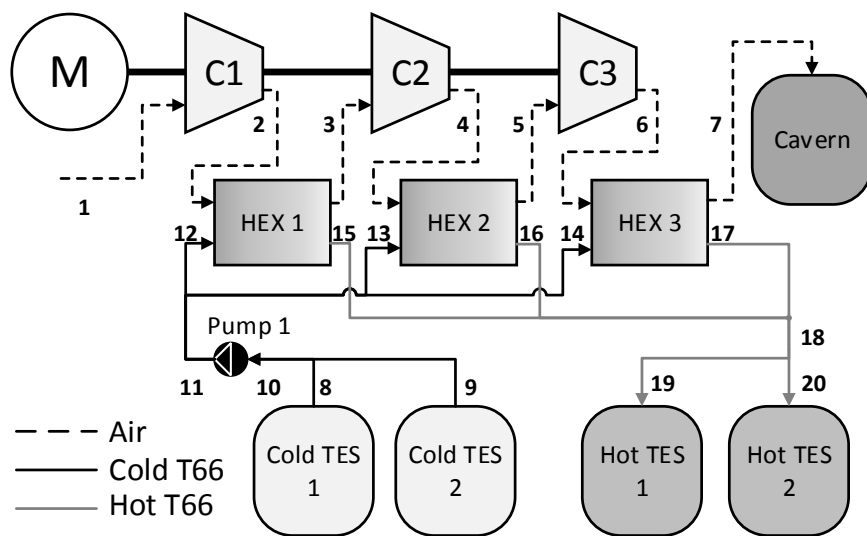 M
C1
C2
C3
1
2
3
4
5
6
7
Cavern
HEX 1
HEX 2
HEX 3
12
15
13
16
14
17
Pump 1
18
11
10
8
9
19
20
Cold TES
1
Cold TES
2
Hot TES
1
Hot TES
2
Air
Cold T66
Hot T66